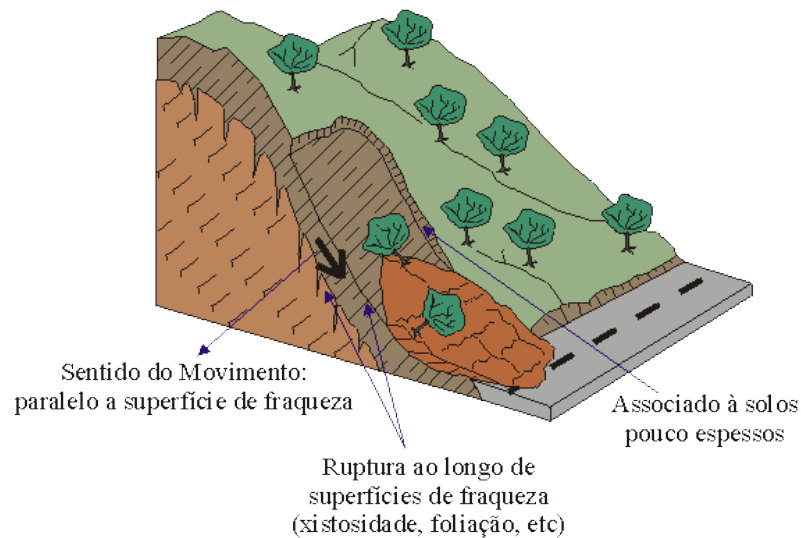 Sentido do Movimento:
paralelo a superfície de fraqueza
Associado à solos
pouco espessos
Ruptura ao longo de
superfícies de fraqueza
(xistosidade, foliação, etc)